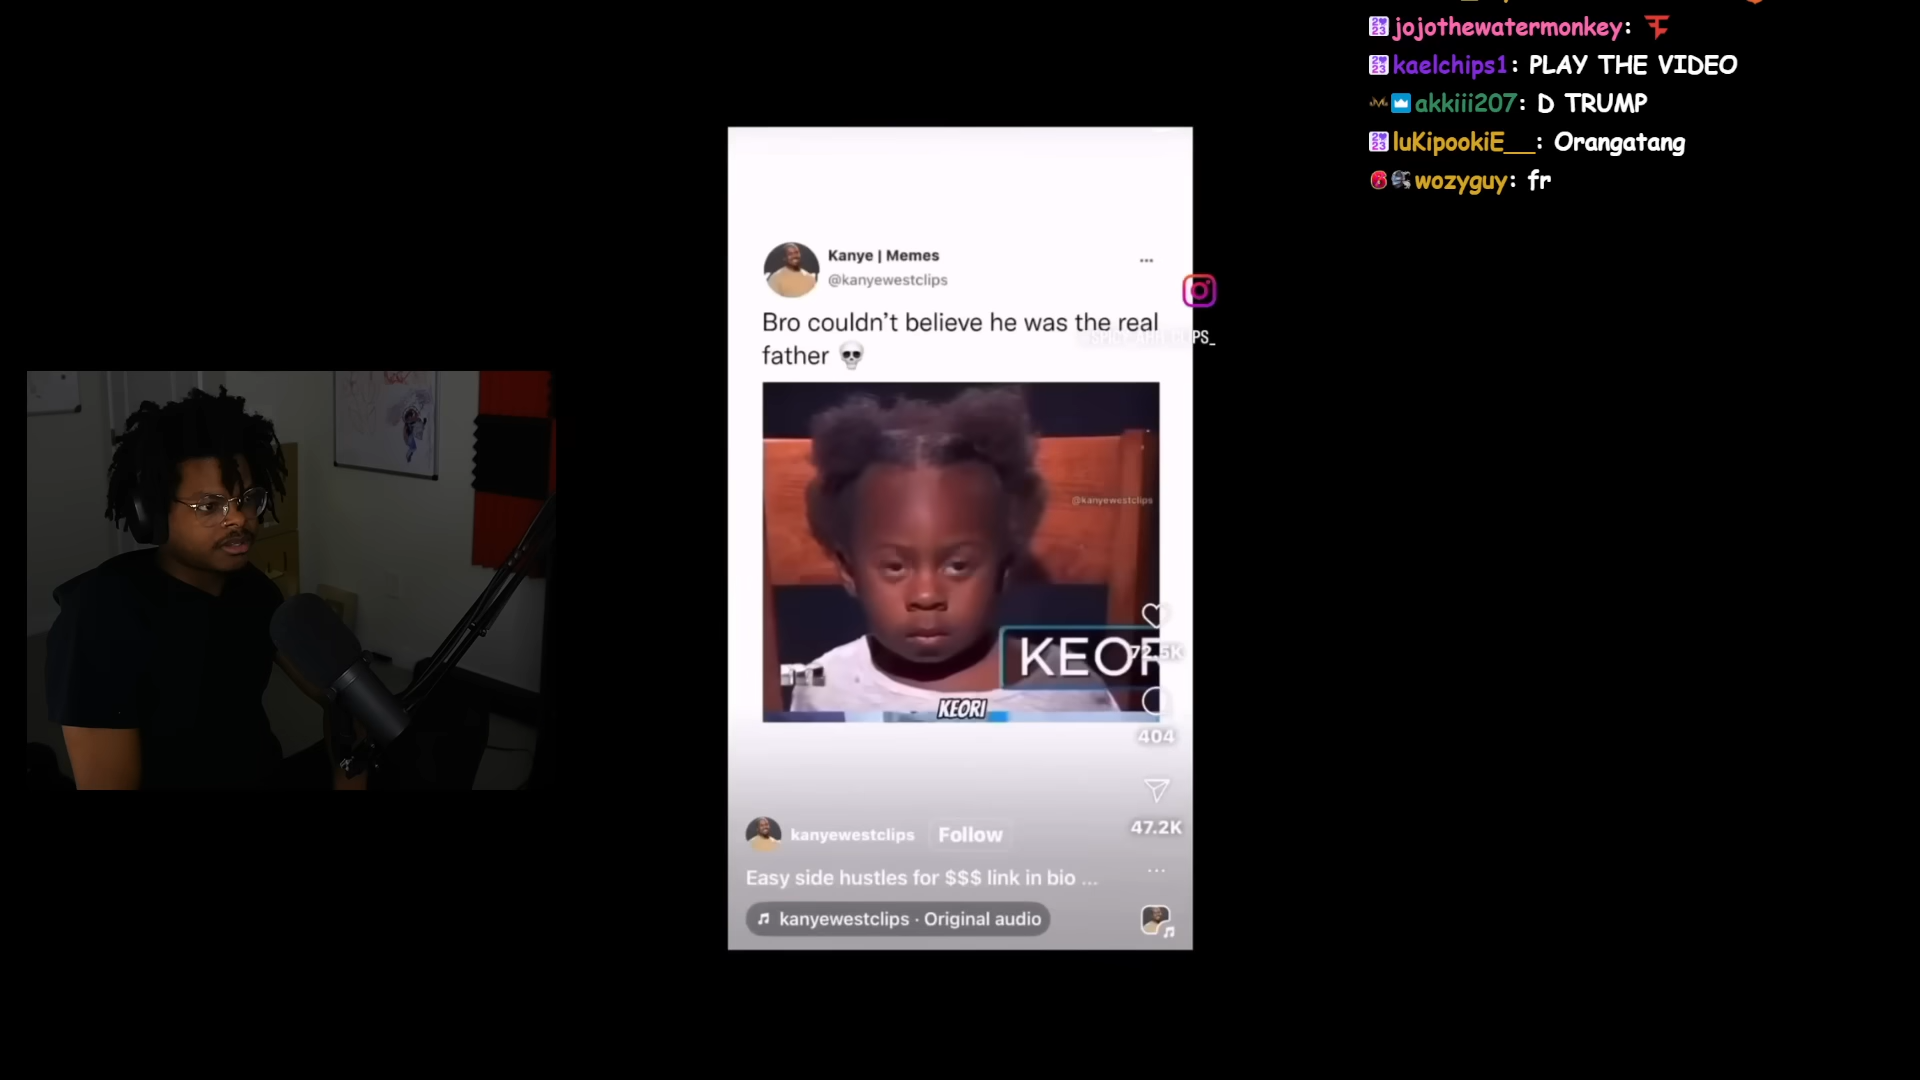 jojothewatermonkey:
kaelchips1: PLAY THE VIDEO
akkiii207: D TRUMP
luKipookiE__: Orangatang
wozyguy: fr
Kanye | Memes
@kanyewestclips
Bro couldn't believe he was the real
father 💀
@kanyewestclips
KEOR
KEORI
72.5K
404
47.2K
kanyewestclips Follow
Easy side hustles for $$$ link in bio ...
kanyewestclips · Original audio